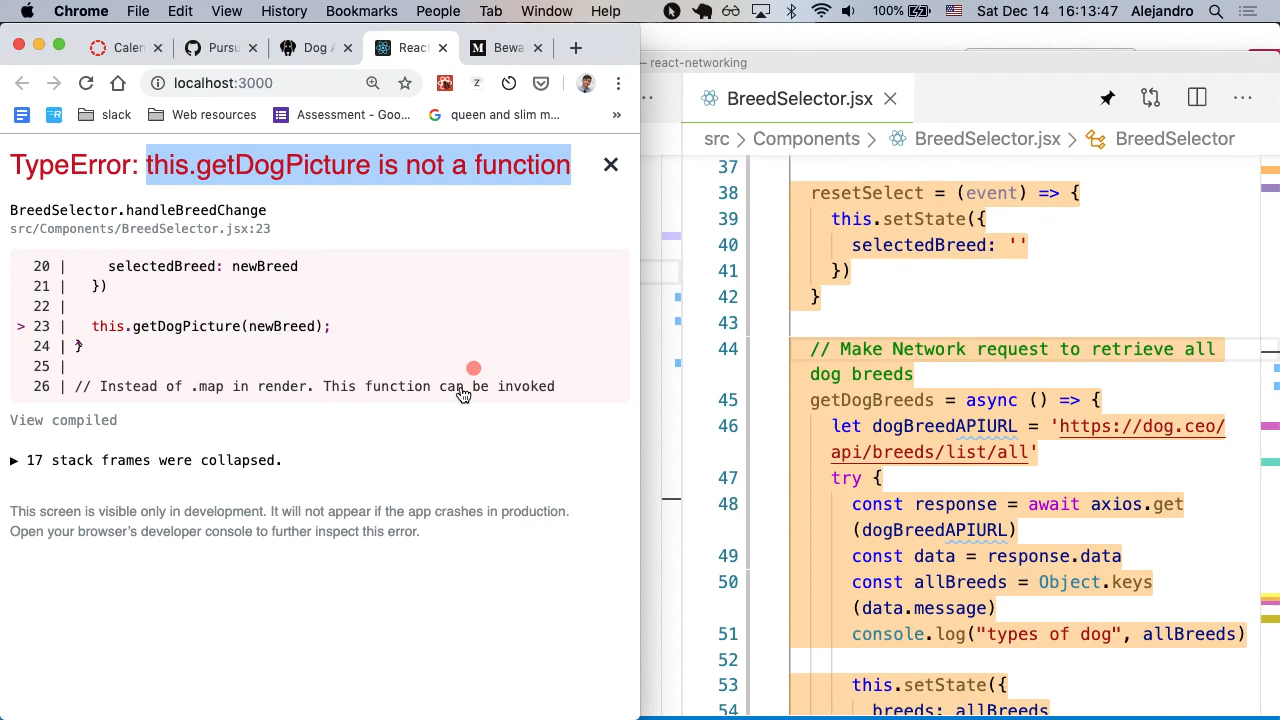 Chrome File Edit View History Bookmarks People Tab Window Help 100% Sat Dec 14 16:13:47 Alejandro
Calen Pursu Dog A React Bewa
localhost:3000
slack Web resources Assessment - Goo... queen and slim m... »
TypeError: this.getDogPicture is not a function
BreedSelector.handleBreedChange
src/Components/BreedSelector.jsx:23
20 | selectedBreed: newBreed
21 | })
22 |
> 23 | this.getDogPicture(newBreed);
24 | }
25 |
26 | // Instead of .map in render. This function can be invoked
View compiled
▶ 17 stack frames were collapsed.
This screen is visible only in development. It will not appear if the app crashes in production.
Open your browser's developer console to further inspect this error.
— react-networking
BreedSelector.jsx
src > Components > BreedSelector.jsx > BreedSelector
37
38 resetSelect = (event) => {
39 this.setState({
40 selectedBreed: ''
41 })
42 }
43
44 // Make Network request to retrieve all
dog breeds
45 getDogBreeds = async () => {
46 let dogBreedAPIURL = 'https://dog.ceo/
api/breeds/list/all'
47 try {
48 const response = await axios.get
(dogBreedAPIURL)
49 const data = response.data
50 const allBreeds = Object.keys
(data.message)
51 console.log("types of dog", allBreeds)
52
53 this.setState({
54 breeds: allBreeds